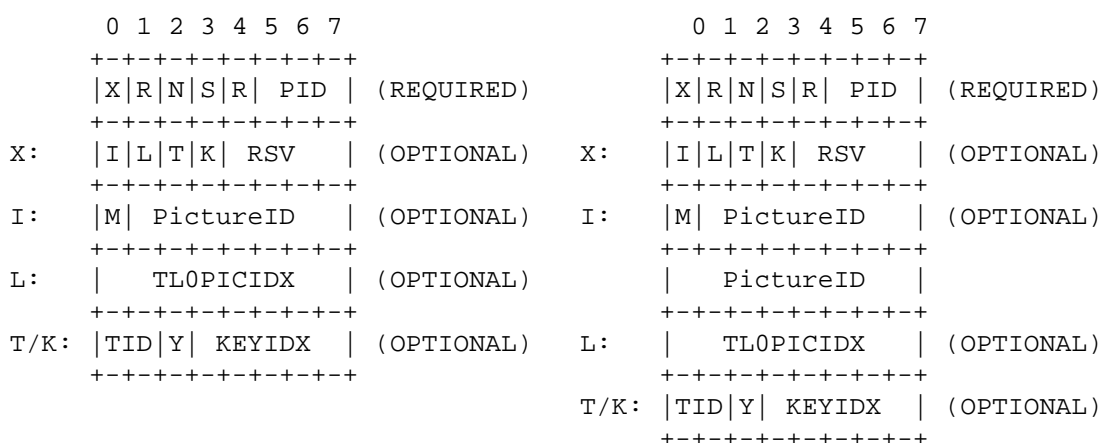 0 1 2 3 4 5 6 7                             0 1 2 3 4 5 6 7
     +-+-+-+-+-+-+-+-+                           +-+-+-+-+-+-+-+-+
     |X|R|N|S|R| PID | (REQUIRED)                |X|R|N|S|R| PID | (REQUIRED)
     +-+-+-+-+-+-+-+-+                           +-+-+-+-+-+-+-+-+
X:   |I|L|T|K| RSV   | (OPTIONAL)           X:   |I|L|T|K| RSV   | (OPTIONAL)
     +-+-+-+-+-+-+-+-+                           +-+-+-+-+-+-+-+-+
I:   |M| PictureID   | (OPTIONAL)           I:   |M| PictureID   | (OPTIONAL)
     +-+-+-+-+-+-+-+-+                           +-+-+-+-+-+-+-+-+
L:   |   TL0PICIDX   | (OPTIONAL)                |   PictureID   |
     +-+-+-+-+-+-+-+-+                           +-+-+-+-+-+-+-+-+
T/K: |TID|Y| KEYIDX  | (OPTIONAL)           L:   |   TL0PICIDX   | (OPTIONAL)
     +-+-+-+-+-+-+-+-+                           +-+-+-+-+-+-+-+-+
                                            T/K: |TID|Y| KEYIDX  | (OPTIONAL)
                                                 +-+-+-+-+-+-+-+-+